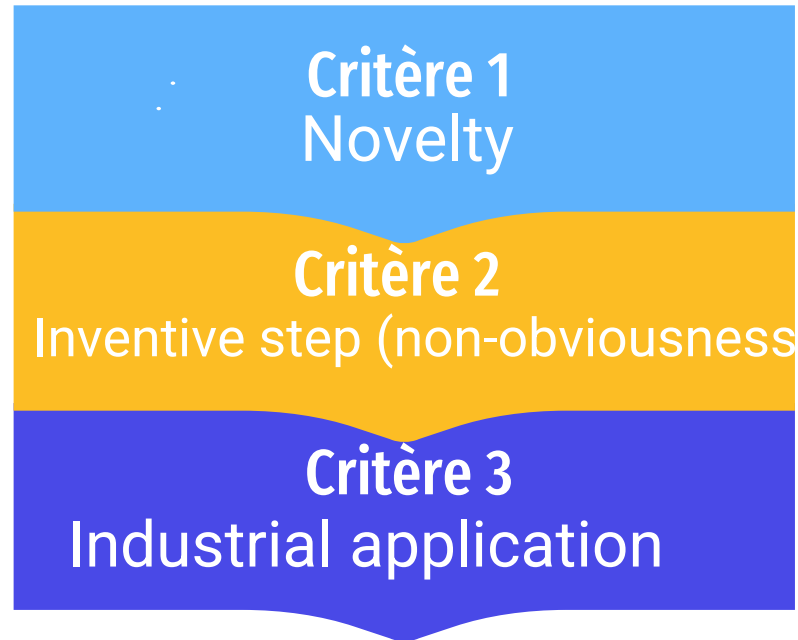 Critère 1
Novelty
Critère 2
Inventive step (non-obviousness
Critère 3
Industrial application